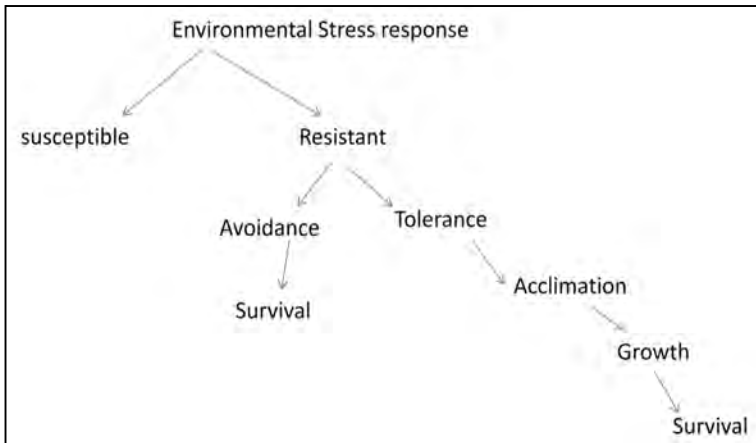 Environmental Stress response
susceptible
Resistant
Avoidance
Tolerance
Survival
Acclimation
Growth
Survival